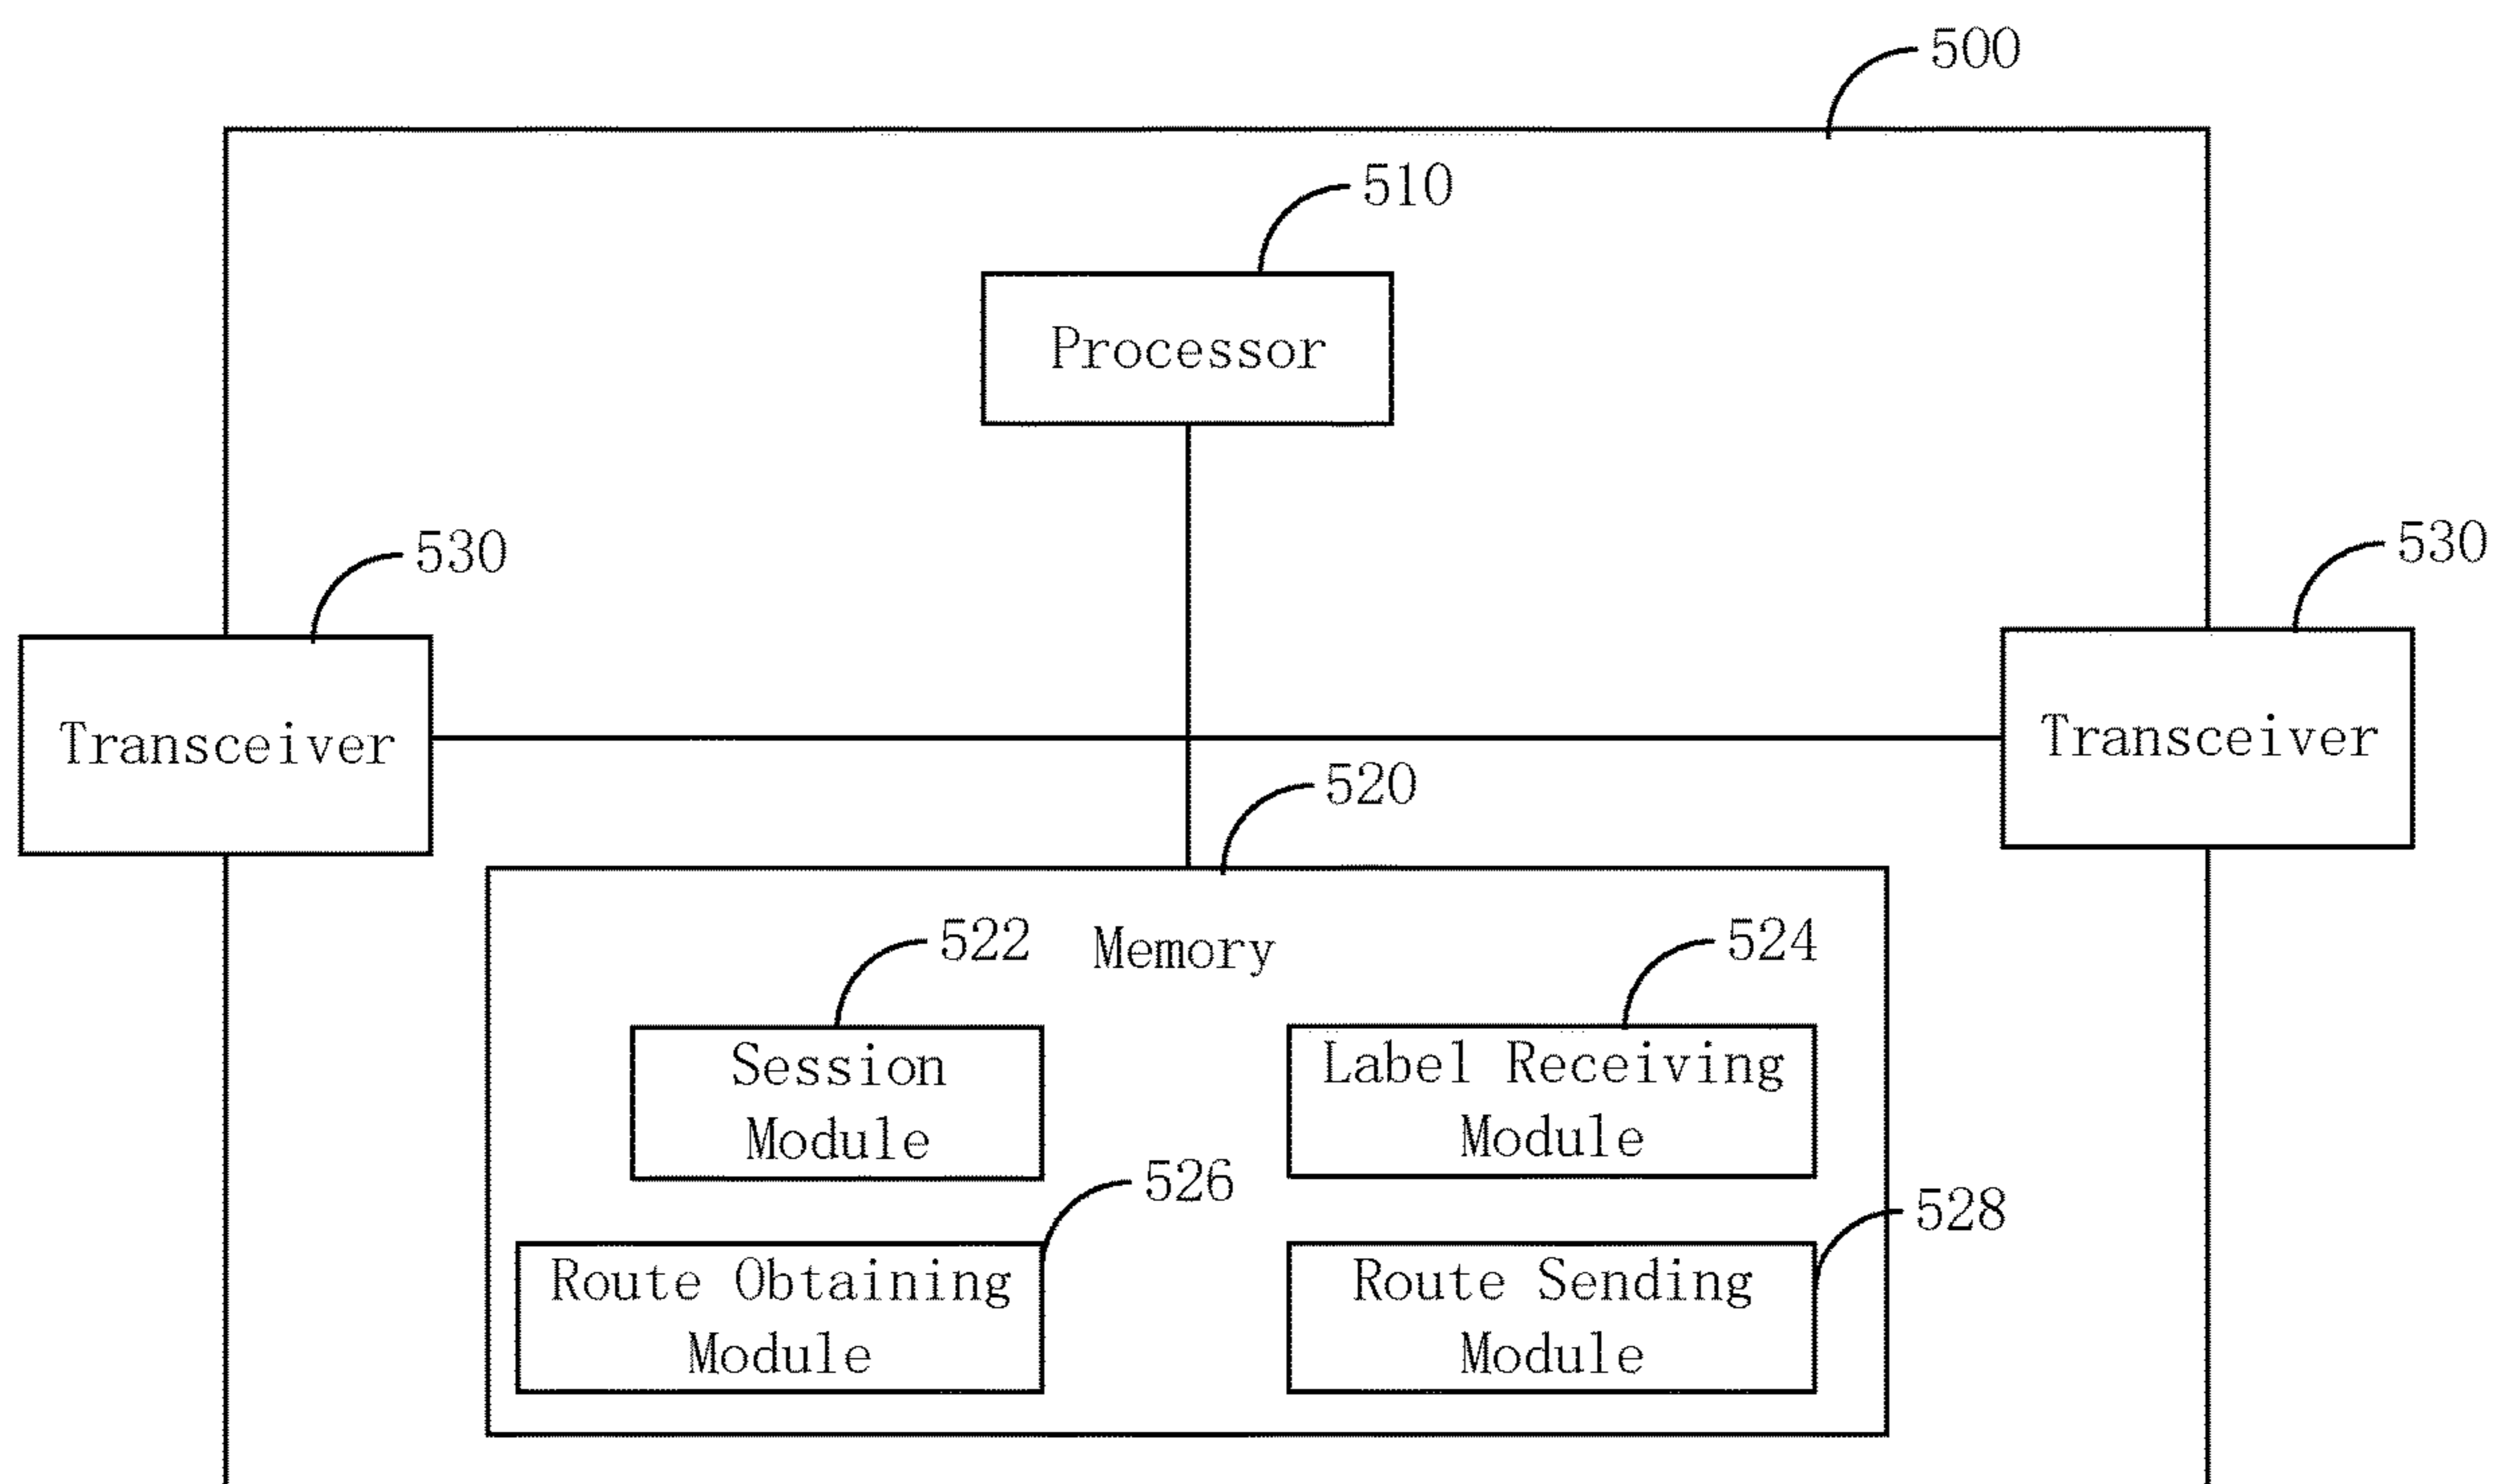 500
510
Processor
530
530
Transceiver
Transceiver
520
Memory
522
524
Session
Module
Label Receiving
Module
526
528
Route Obtaining
Module
Route Sending
Module